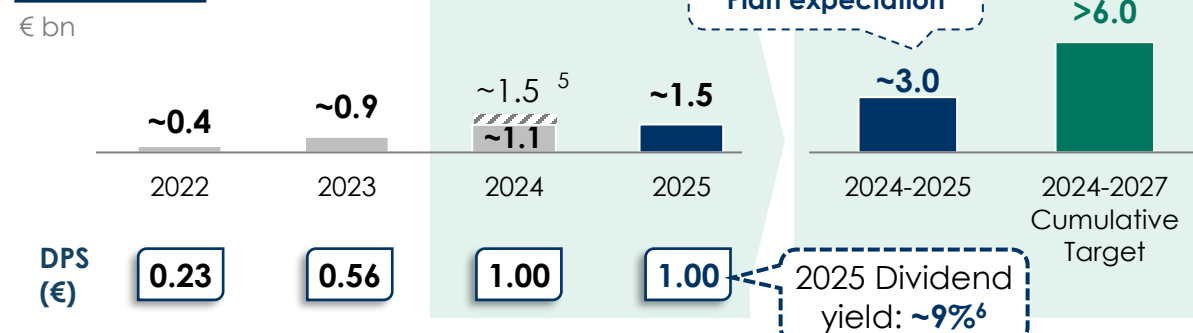 € bn
Plan expectation
>6.0
~3.0
~1.5 5
~1.5
~0.9
~0.4
~1.1
2022 2023 2024 2025 2024-2025 2024-2027
Cumulative
Target
DPS
(€)
0.23 0.56 1.00 1.00
2025 Dividend
yield: ~9%6